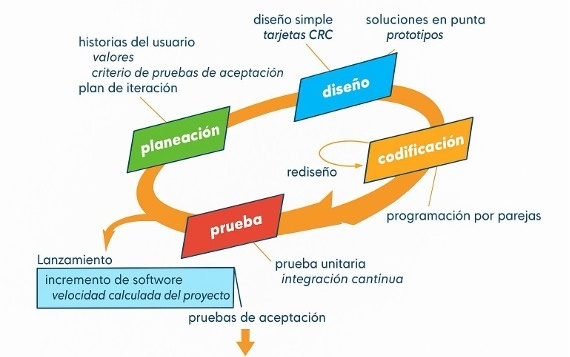 diseño simple
tarjetas CRC
soluciones en punta
prototipos
historias del usuario
valores
criterio de pruebas de aceptación
plan de iteración
diseño
planeación
codificación
rediseño
prueba
programación por parejas
prueba unitaria
integración cantinua
Lanzamiento
incremento de softwore
velocidad calculada del proyecto
pruebas de aceptación